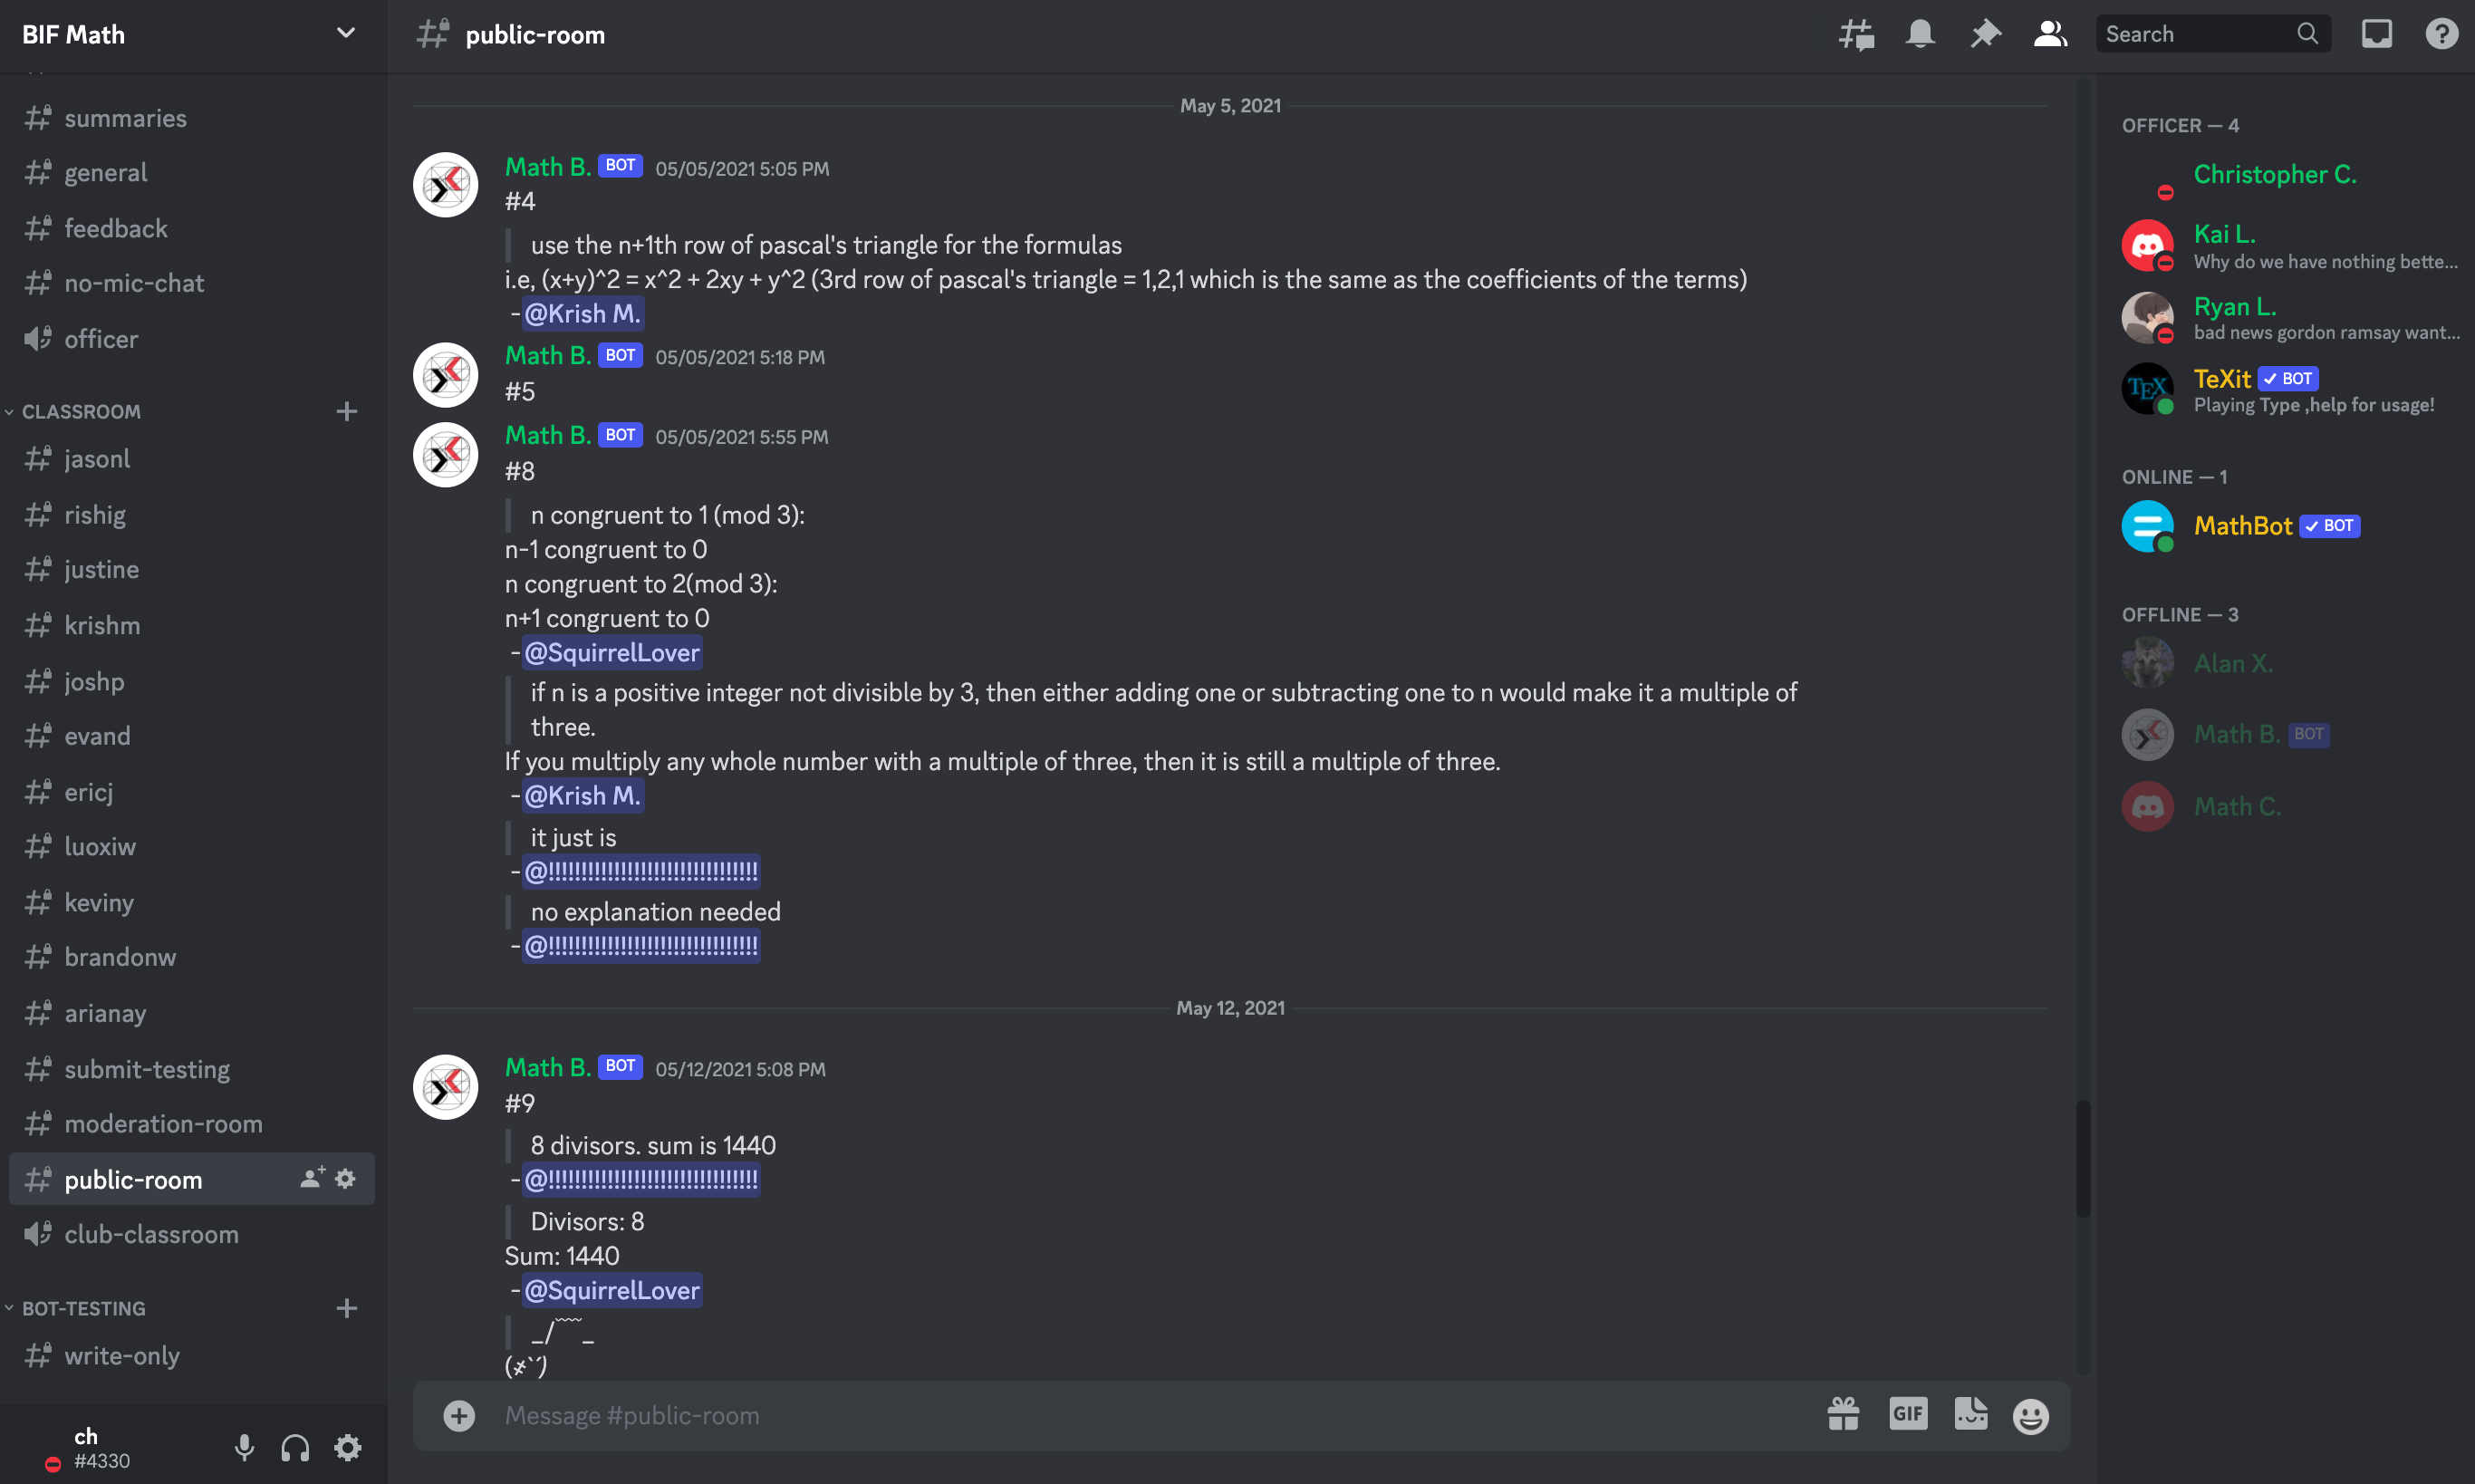 BIF Math
summaries
general
feedback
no-mic-chat
officer
CLASSROOM
jasonl
rishig
justine
krishm
joshp
evand
ericj
luoxiw
keviny
brandonw
arianay
submit-testing
moderation-room
public-room
club-classroom
BOT-TESTING
write-only
ch
#4330
public-room
Search
May 5, 2021
Math B. BOT 05/05/2021 5:05 PM
#4
use the n+1th row of pascal's triangle for the formulas
i.e, (x+y)^2 = x^2 + 2xy + y^2 (3rd row of pascal's triangle = 1,2,1 which is the same as the coefficients of the terms)
-@Krish M.
Math B. BOT 05/05/2021 5:18 PM
#5
Math B. BOT 05/05/2021 5:55 PM
#8
n congruent to 1 (mod 3):
n-1 congruent to 0
n congruent to 2(mod 3):
n+1 congruent to 0
-@SquirrelLover
if n is a positive integer not divisible by 3, then either adding one or subtracting one to n would make it a multiple of
three.
If you multiply any whole number with a multiple of three, then it is still a multiple of three.
-@Krish M.
it just is
-@!!!!!!!!!!!!!!!!!!!!!!!!!!!!!!!!
no explanation needed
-@!!!!!!!!!!!!!!!!!!!!!!!!!!!!!!!!
May 12, 2021
Math B. BOT 05/12/2021 5:08 PM
#9
8 divisors. sum is 1440
-@!!!!!!!!!!!!!!!!!!!!!!!!!!!!!!!!
Divisors: 8
Sum: 1440
-@SquirrelLover
Message #public-room
GIF
OFFICER — 4
Christopher C.
Kai L.
Why do we have nothing bette...
Ryan L.
bad news gordon ramsay want...
TEX
TeXit BOT
Playing Type ,help for usage!
ONLINE — 1
MathBot BOT
OFFLINE — 3
Alan X.
Math B. BOT
Math C.